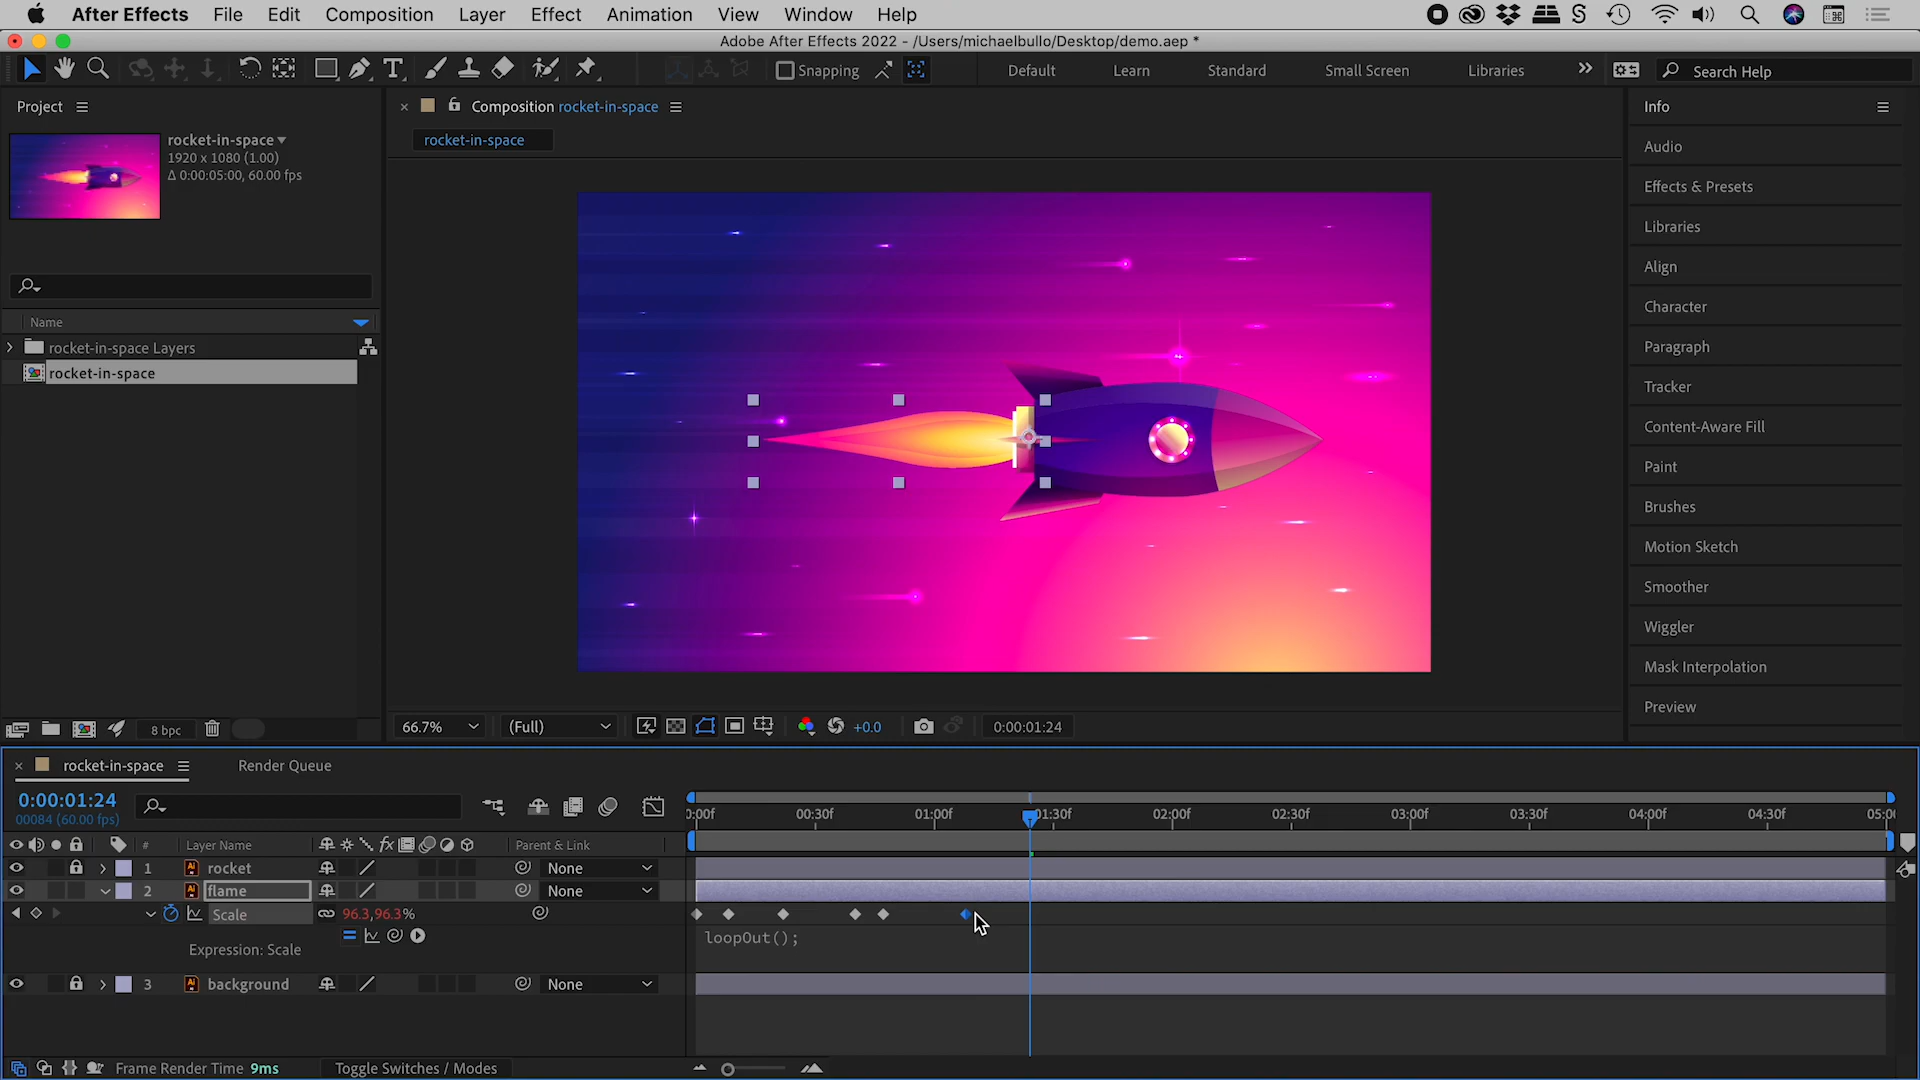 After Effects File Edit Composition Layer Effect Animation View Window Help
Adobe After Effects 2022 - /Users/michaelbullo/Desktop/demo.aep *
Snapping Default Learn Standard Small Screen Libraries Search Help
Project
Composition rocket-in-space
rocket-in-space
rocket-in-space
1920 x 1080 (1.00)
Δ 0:00:05:00, 60.00 fps
Name
rocket-in-space Layers
rocket-in-space
8 bpc
66.7% (Full) +0.0 0:00:01:24
Info
Audio
Effects & Presets
Libraries
Align
Character
Paragraph
Tracker
Content-Aware Fill
Paint
Brushes
Motion Sketch
Smoother
Wiggler
Mask Interpolation
Preview
rocket-in-space Render Queue
0:00:01:24
00084 (60.00 fps)
0:00f 00:30f 01:00f 01:30f 02:00f 02:30f 03:00f 03:30f 04:00f 04:30f 05:00
# Layer Name fx Parent & Link
1 Ai rocket None
2 Ai flame None
Scale 96.3,96.3%
Expression: Scale loopOut();
3 Ai background None
Frame Render Time 9ms Toggle Switches / Modes